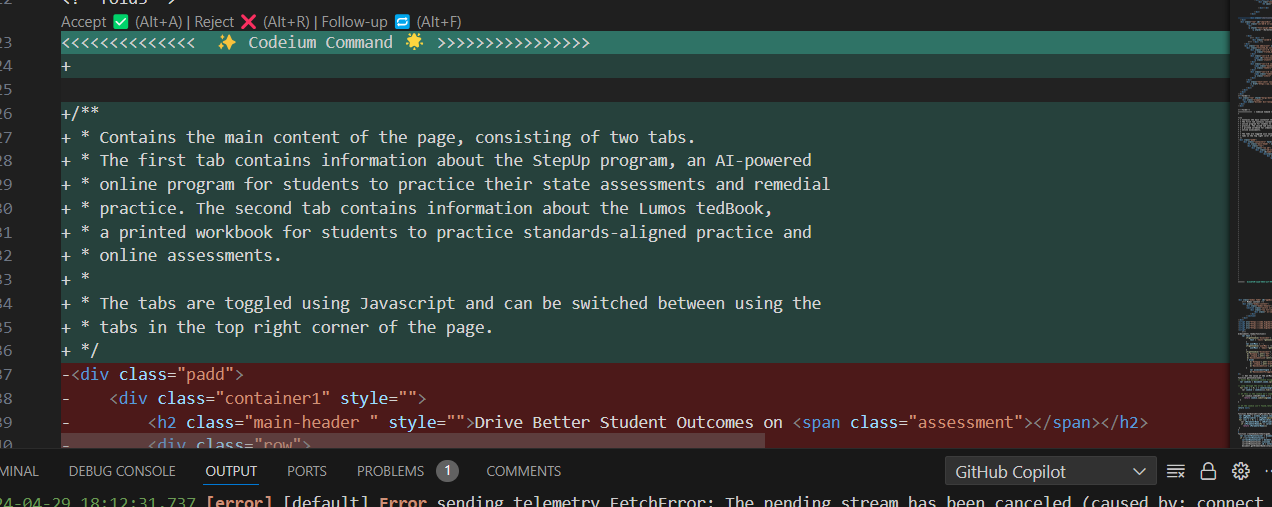 Accept ✅ (Alt+A) | Reject ❌ (Alt+R) | Follow-up 🔁 (Alt+F)
23 <<<<<<<<<<<<<< ✨ Codeium Command 🌟 >>>>>>>>>>>>>>>>
24 +
25
26 +/**
27 + * Contains the main content of the page, consisting of two tabs.
28 + * The first tab contains information about the StepUp program, an AI-powered
29 + * online program for students to practice their state assessments and remedial
30 + * practice. The second tab contains information about the Lumos tedBook,
31 + * a printed workbook for students to practice standards-aligned practice and
32 + * online assessments.
33 + *
34 + * The tabs are toggled using Javascript and can be switched between using the
35 + * tabs in the top right corner of the page.
36 + */
37 -<div class="padd">
38 -    <div class="container1" style="">
39 -        <h2 class="main-header " style="">Drive Better Student Outcomes on <span class="assessment"></span></h2>
40 -        <div class="row">
MINAL DEBUG CONSOLE OUTPUT PORTS PROBLEMS 1 COMMENTS GitHub Copilot
24-04-29 18:12:31.737 [error] [default] Error sending telemetry FetchError: The pending stream has been canceled (caused by: connect